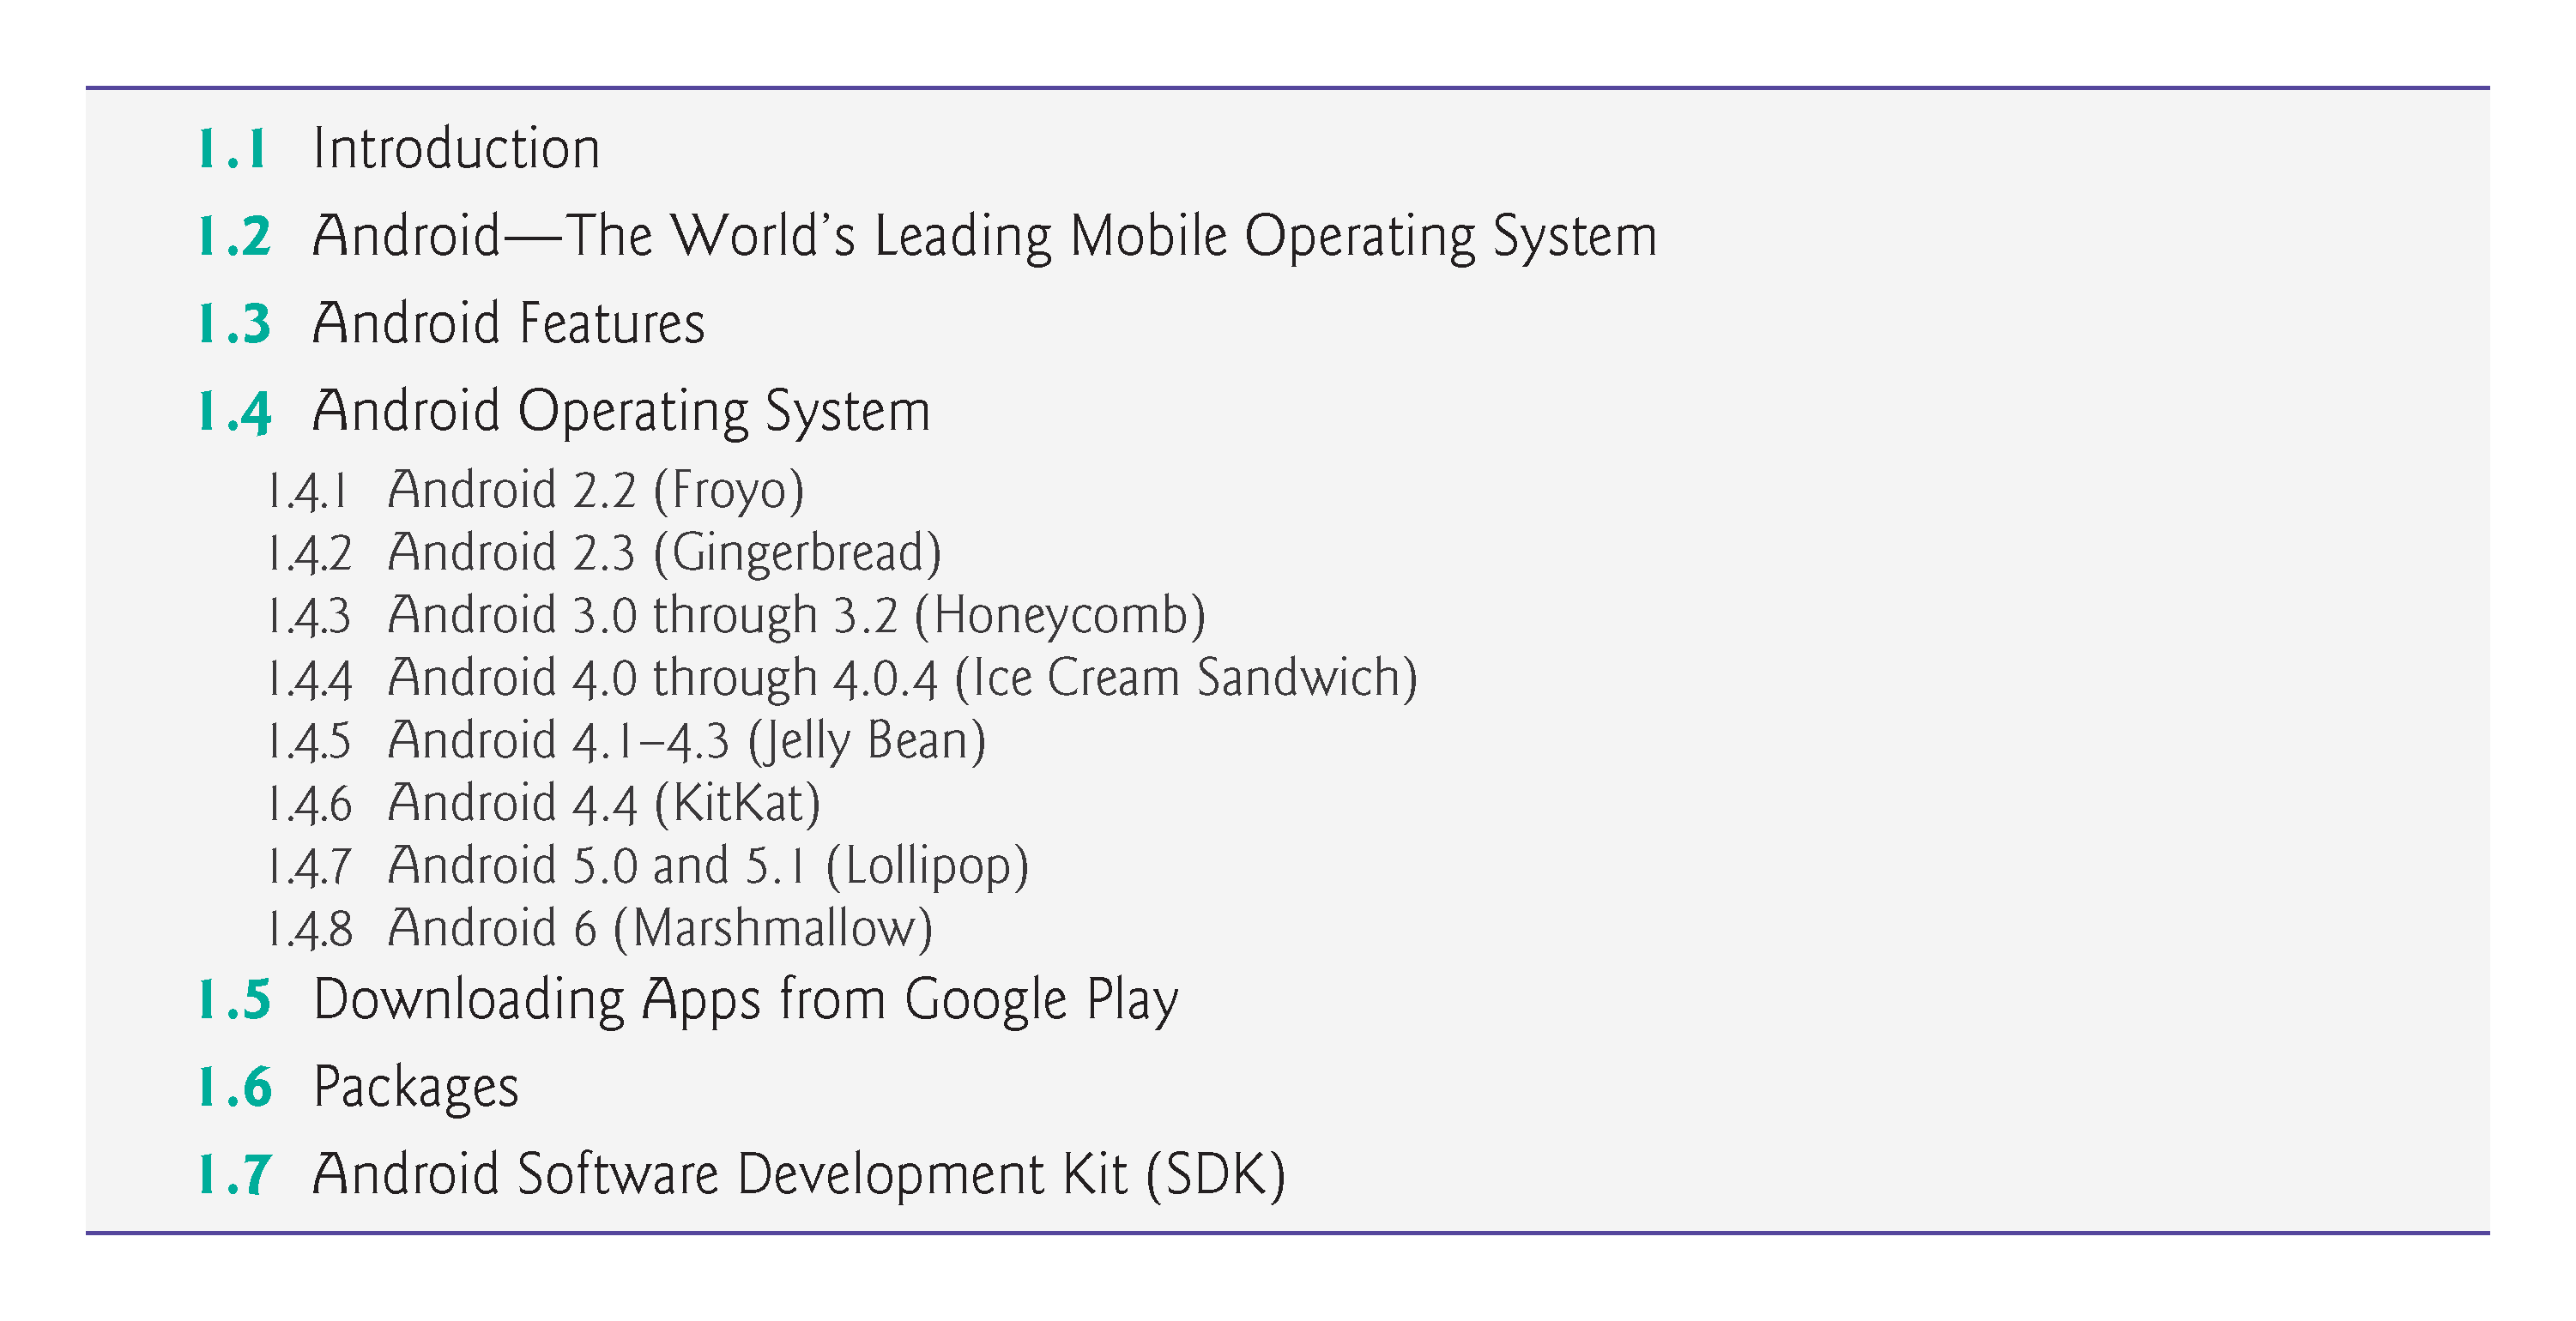 1.1 Introduction
1.2 Android—The World’s Leading Mobile Operating System
1.3 Android Features
1.4 Android Operating System
1.4.1 Android 2.2 (Froyo)
1.4.2 Android 2.3 (Gingerbread)
1.4.3 Android 3.0 through 3.2 (Honeycomb)
1.4.4 Android 4.0 through 4.0.4 (Ice Cream Sandwich)
1.4.5 Android 4.1–4.3 (Jelly Bean)
1.4.6 Android 4.4 (KitKat)
1.4.7 Android 5.0 and 5.1 (Lollipop)
1.4.8 Android 6 (Marshmallow)
1.5 Downloading Apps from Google Play
1.6 Packages
1.7 Android Software Development Kit (SDK)